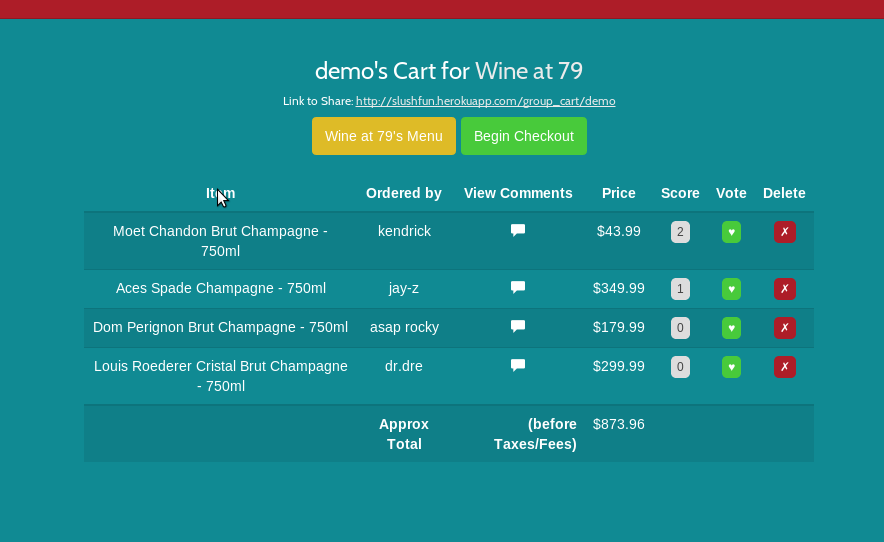 demo's Cart for Wine at 79
Link to Share: http://slushfun.herokuapp.com/group_cart/demo
Wine at 79's Menu Begin Checkout
Item Ordered by View Comments Price Score Vote Delete
Moet Chandon Brut Champagne - kendrick $43.99 2 ♥ ✗
750ml
Aces Spade Champagne - 750ml jay-z $349.99 1 ♥ ✗
Dom Perignon Brut Champagne - 750ml asap rocky $179.99 0 ♥ ✗
Louis Roederer Cristal Brut Champagne dr.dre $299.99 0 ♥ ✗
- 750ml
Approx (before $873.96
Total Taxes/Fees)